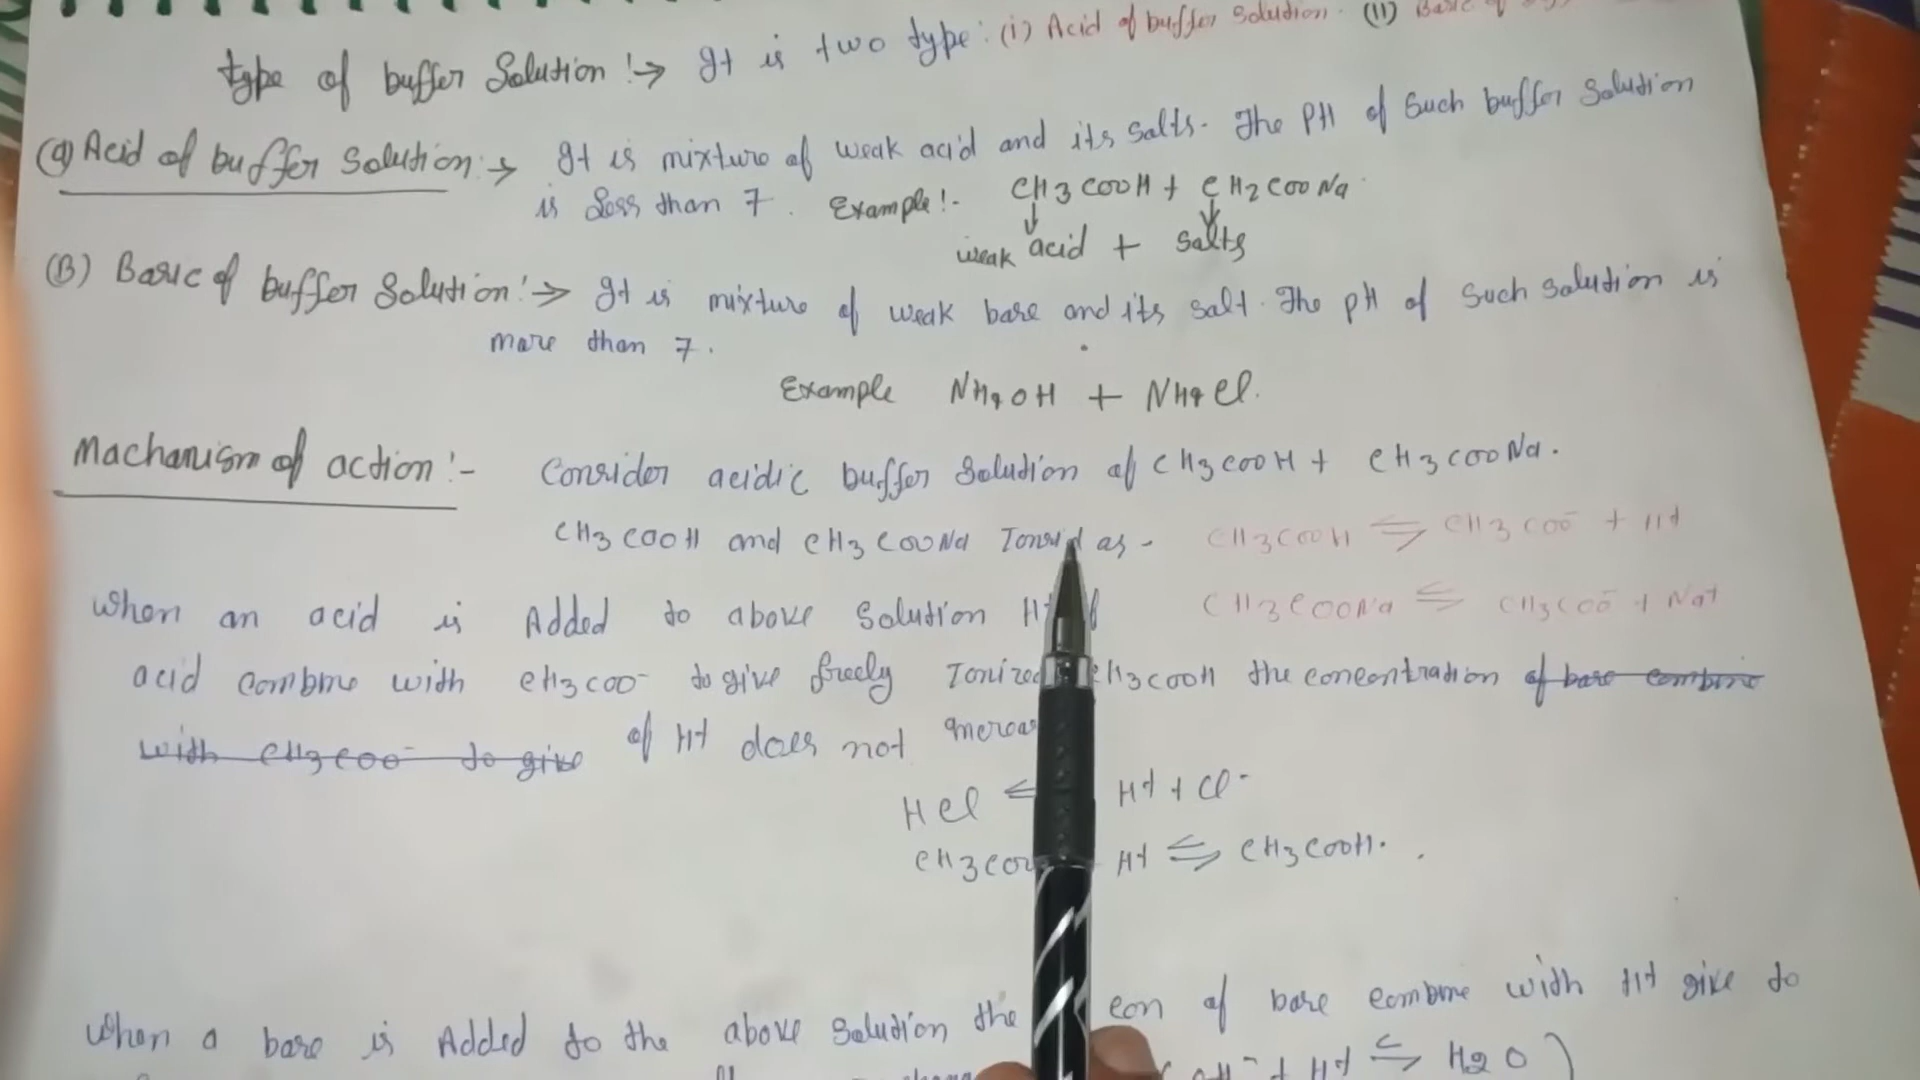 type of buffer Solution :→ It is two type : (i) Acid of buffer solution. (II) Basic of
(a) Acid of buffer Solution :→ It is mixture of weak acid and its salts. The PH of Such buffer Solution
is Less than 7. Example :- CH3COOH + CH2COONa
weak acid + Salts
(B) Basic of buffer Solution :→ It is mixture of weak base and its salt. The pH of Such Solution is
more than 7.
Example NH4OH + NH4Cl.
Machanism of action :- Consider acidic buffer Solution of CH3COOH + CH3COONa.
CH3COOH and CH3COONa as - CH3COOH ⇌ CH3COO- + H+
CH3COONa ⇌ CH3COO- + Na+
When an acid is Added to above Solution H+
acid combine with CH3COO- to give freely Ionized CH3COOH the concentration of base combine
with CH3COO- to give of H+ does not
HCl H+ + Cl-
H+ ⇌ CH3COOH.
When a base is Added to the above Solution the of base combine with H+ give to
+ H+ ⇌ H2O )